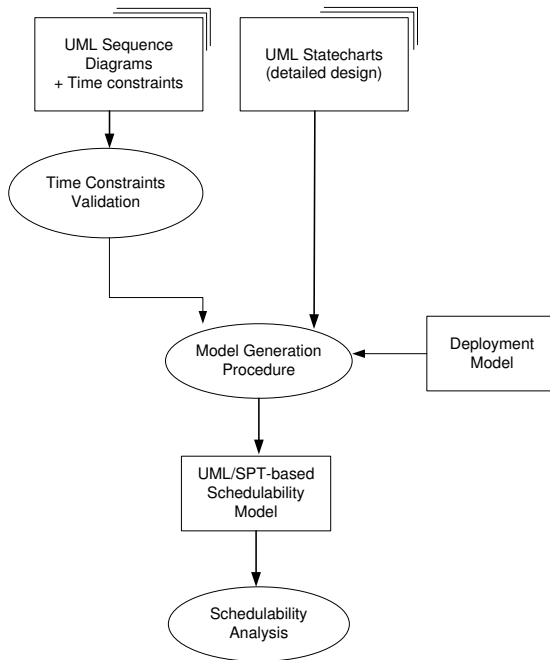 UML Sequence
Diagrams
+ Time constraints
UML Statecharts
(detailed design)
Time Constraints
Validation
Model Generation
Procedure
Deployment
Model
UML/SPT-based
Schedulability
Model
Schedulability
Analysis